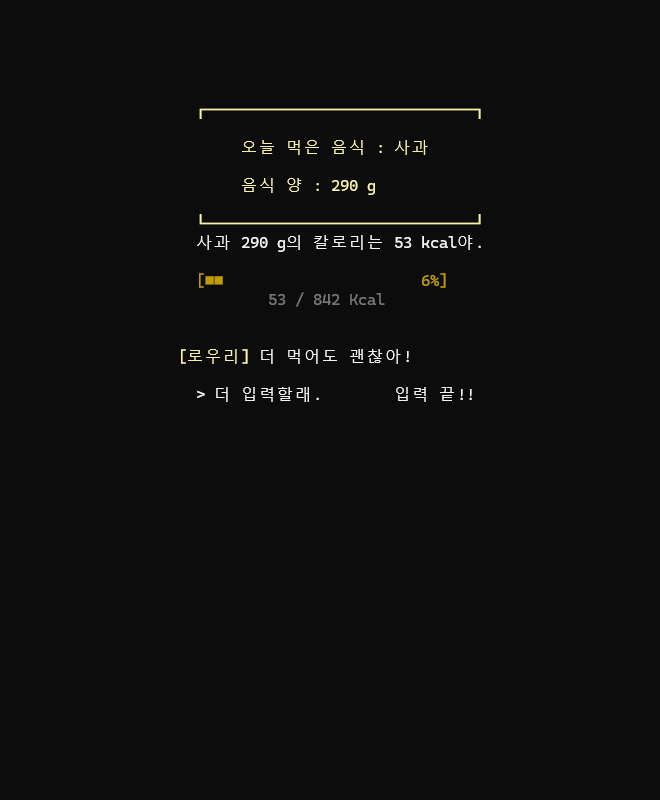 오늘 먹은 음식 : 사과
음식 양 : 290 g
사과 290 g의 칼로리는 53 kcal야.
[■■ 6%]
53 / 842 Kcal
[로우리] 더 먹어도 괜찮아!
> 더 입력할래. 입력 끝!!